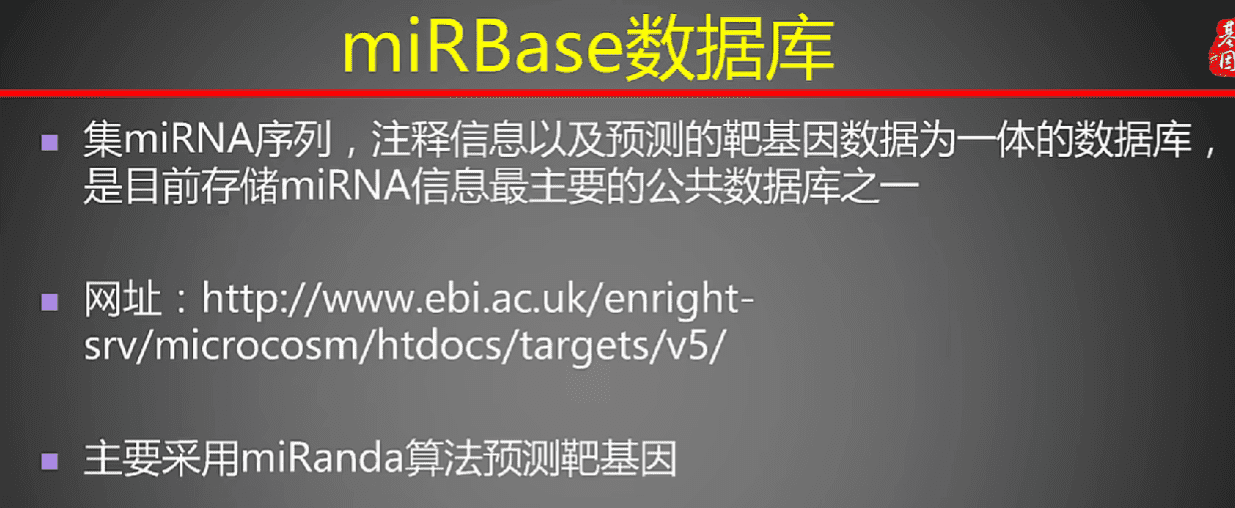 miRBase数据库
基因
集miRNA序列，注释信息以及预测的靶基因数据为一体的数据库，
是目前存储miRNA信息最主要的公共数据库之一
网址：http://www.ebi.ac.uk/enright-
srv/microcosm/htdocs/targets/v5/
主要采用miRanda算法预测靶基因